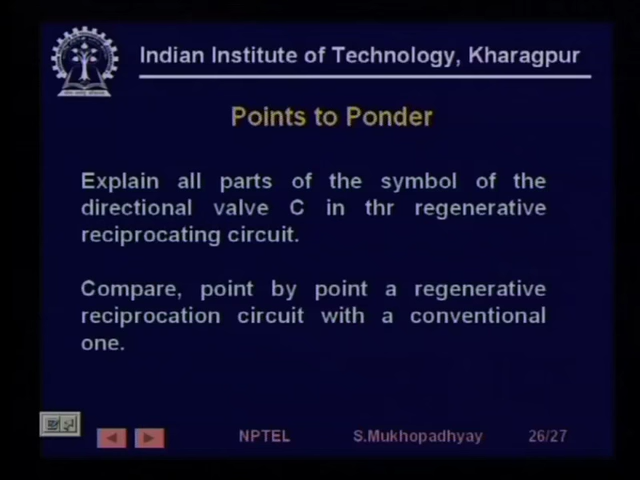 Indian Institute of Technology, Kharagpur
Points to Ponder
Explain all parts of the symbol of the
directional valve C in thr regenerative
reciprocating circuit.
Compare, point by point a regenerative
reciprocation circuit with a conventional
one.
NPTEL S.Mukhopadhyay 26/27